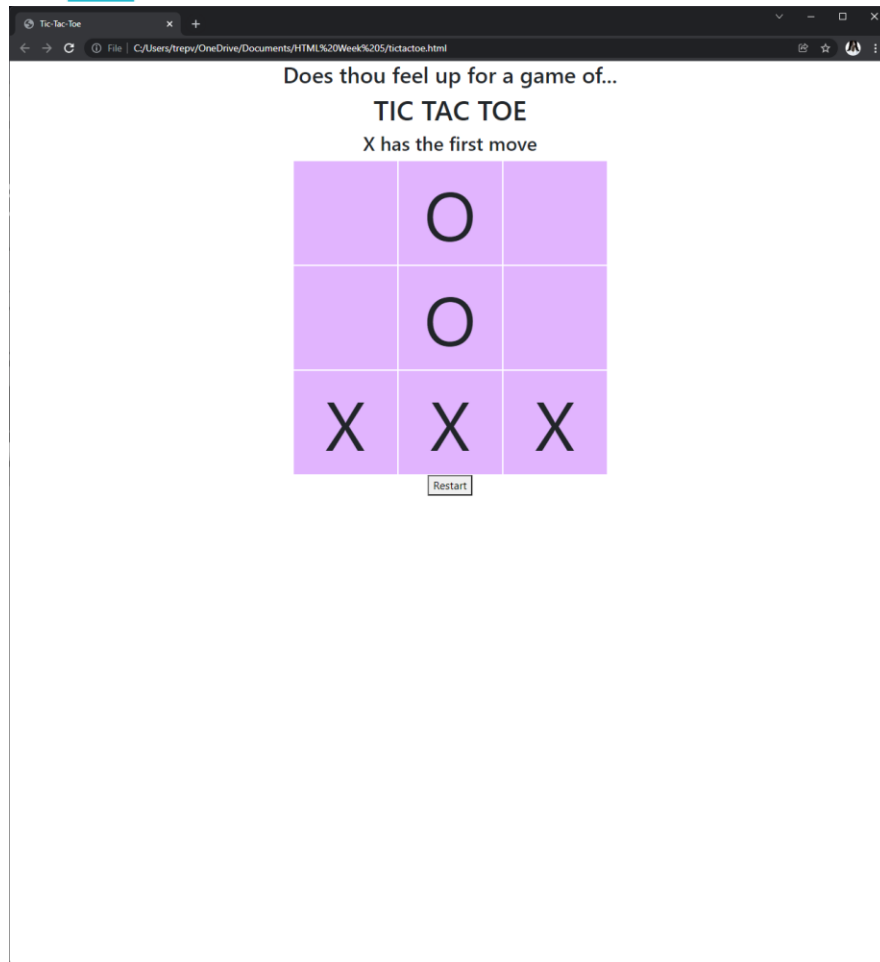 Tic-Tac-Toe
File C:/Users/trepv/OneDrive/Documents/HTML%20Week%205/tictactoe.html
Does thou feel up for a game of...
TIC TAC TOE
X has the first move
O
O
X X X
Restart